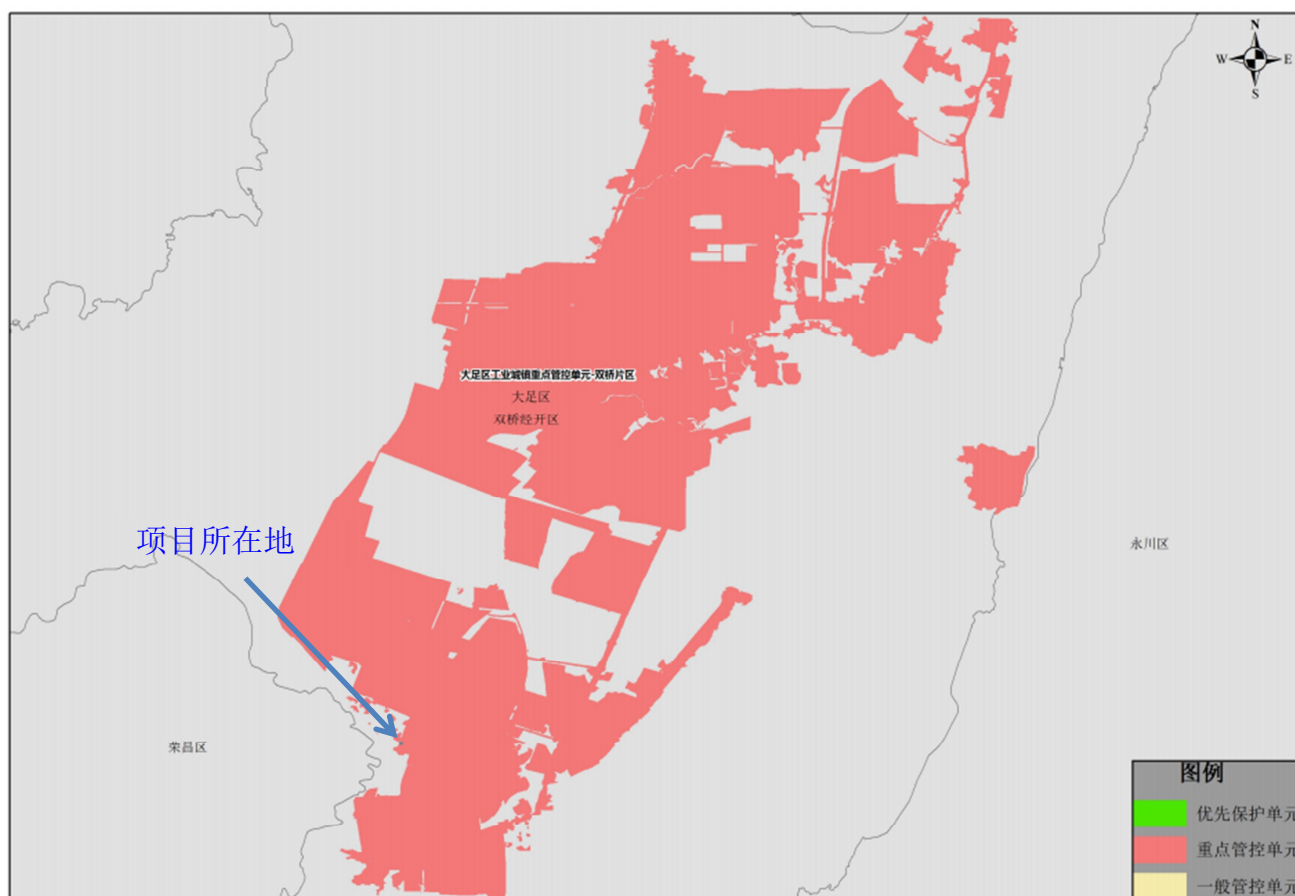 N
W E
S
大足区工业城镇重点管控单元-双桥片区
大足区
双桥经开区
项目所在地
永川区
荣昌区
图例
优先保护单元
重点管控单元
一般管控单元